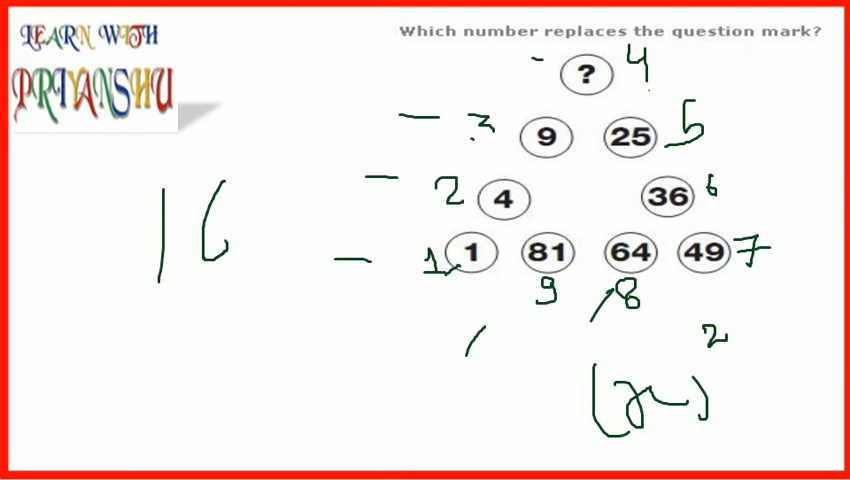 LEARN WITH
PRIYANSHU
Which number replaces the question mark?
- ? 4
- 3 9 25 5
- 2 4 36 6
- 1 1 81 64 49 7
9 8
16
2